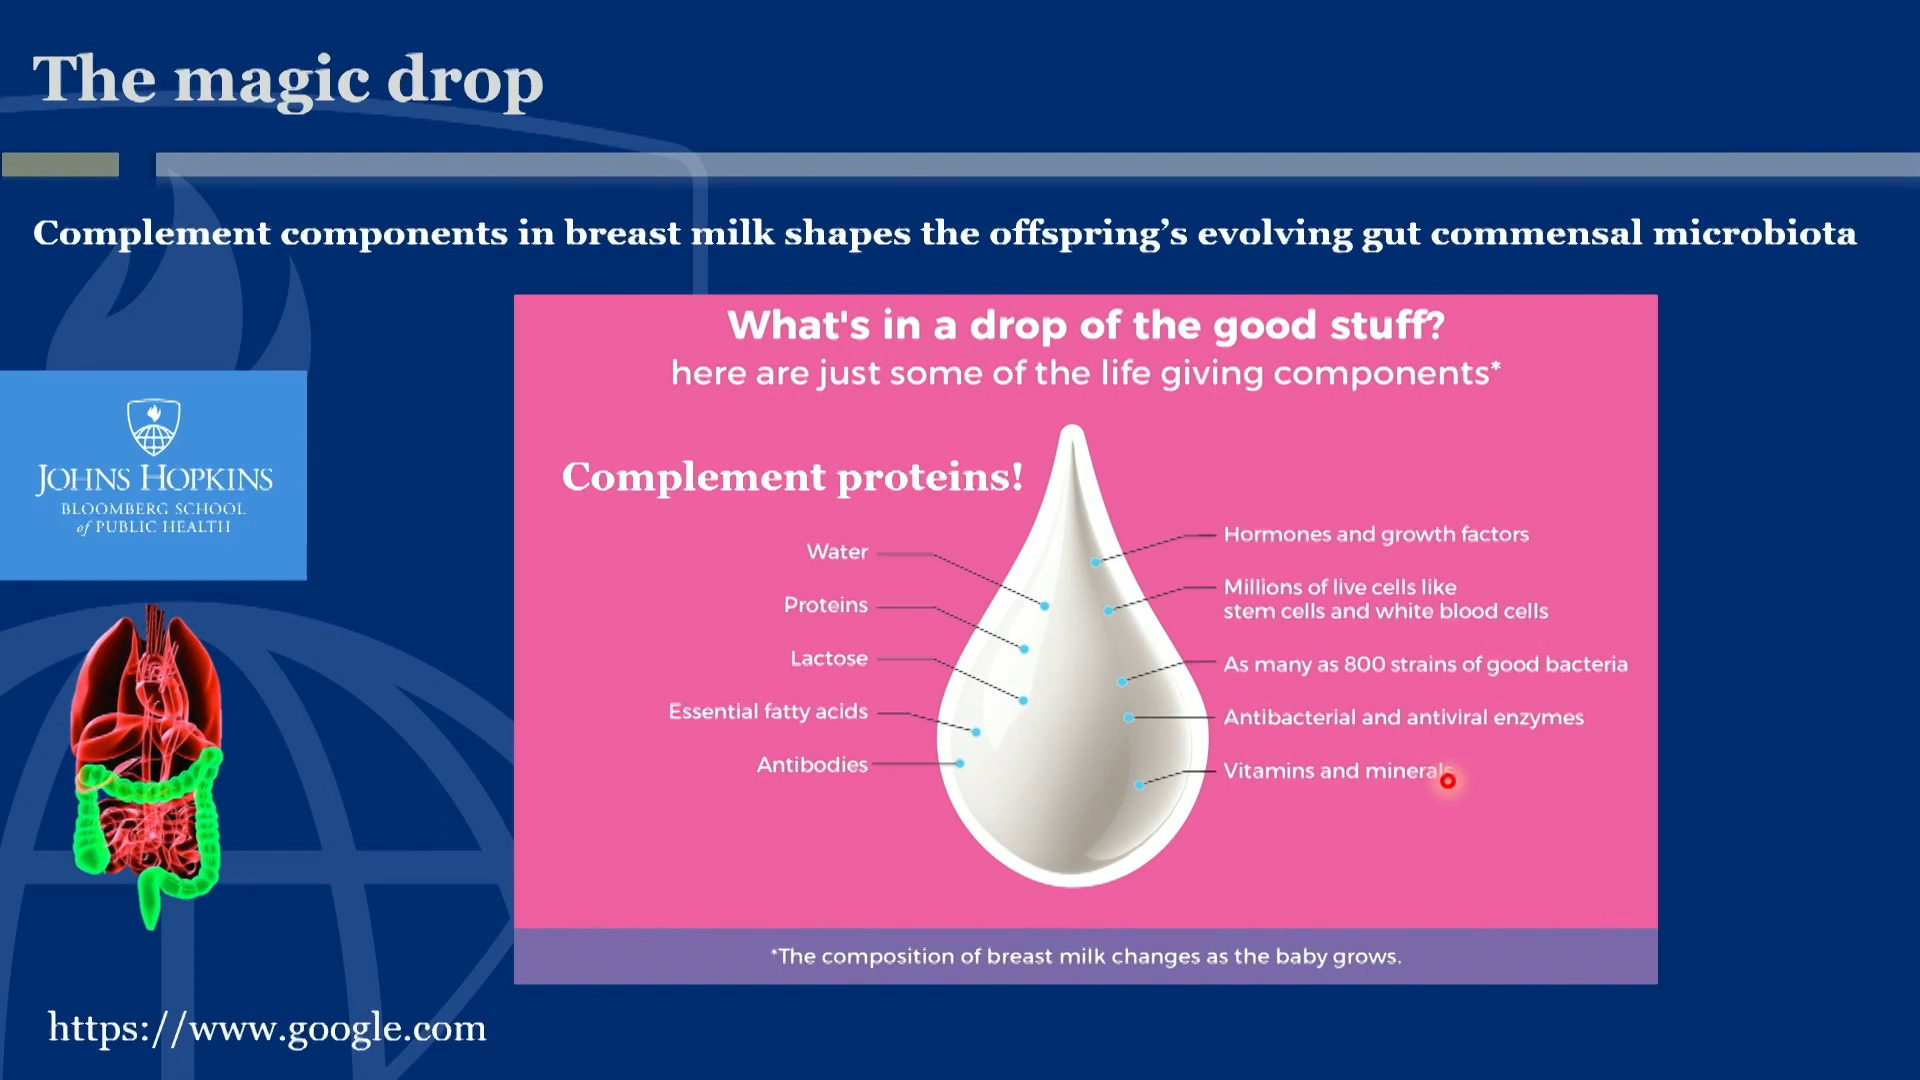 The magic drop
Complement components in breast milk shapes the offspring’s evolving gut commensal microbiota
JOHNS HOPKINS
BLOOMBERG SCHOOL
of PUBLIC HEALTH
What's in a drop of the good stuff?
here are just some of the life giving components*
Complement proteins!
Water
Proteins
Lactose
Essential fatty acids
Antibodies
Hormones and growth factors
Millions of live cells like
stem cells and white blood cells
As many as 800 strains of good bacteria
Antibacterial and antiviral enzymes
Vitamins and minerals
*The composition of breast milk changes as the baby grows.
https://www.google.com